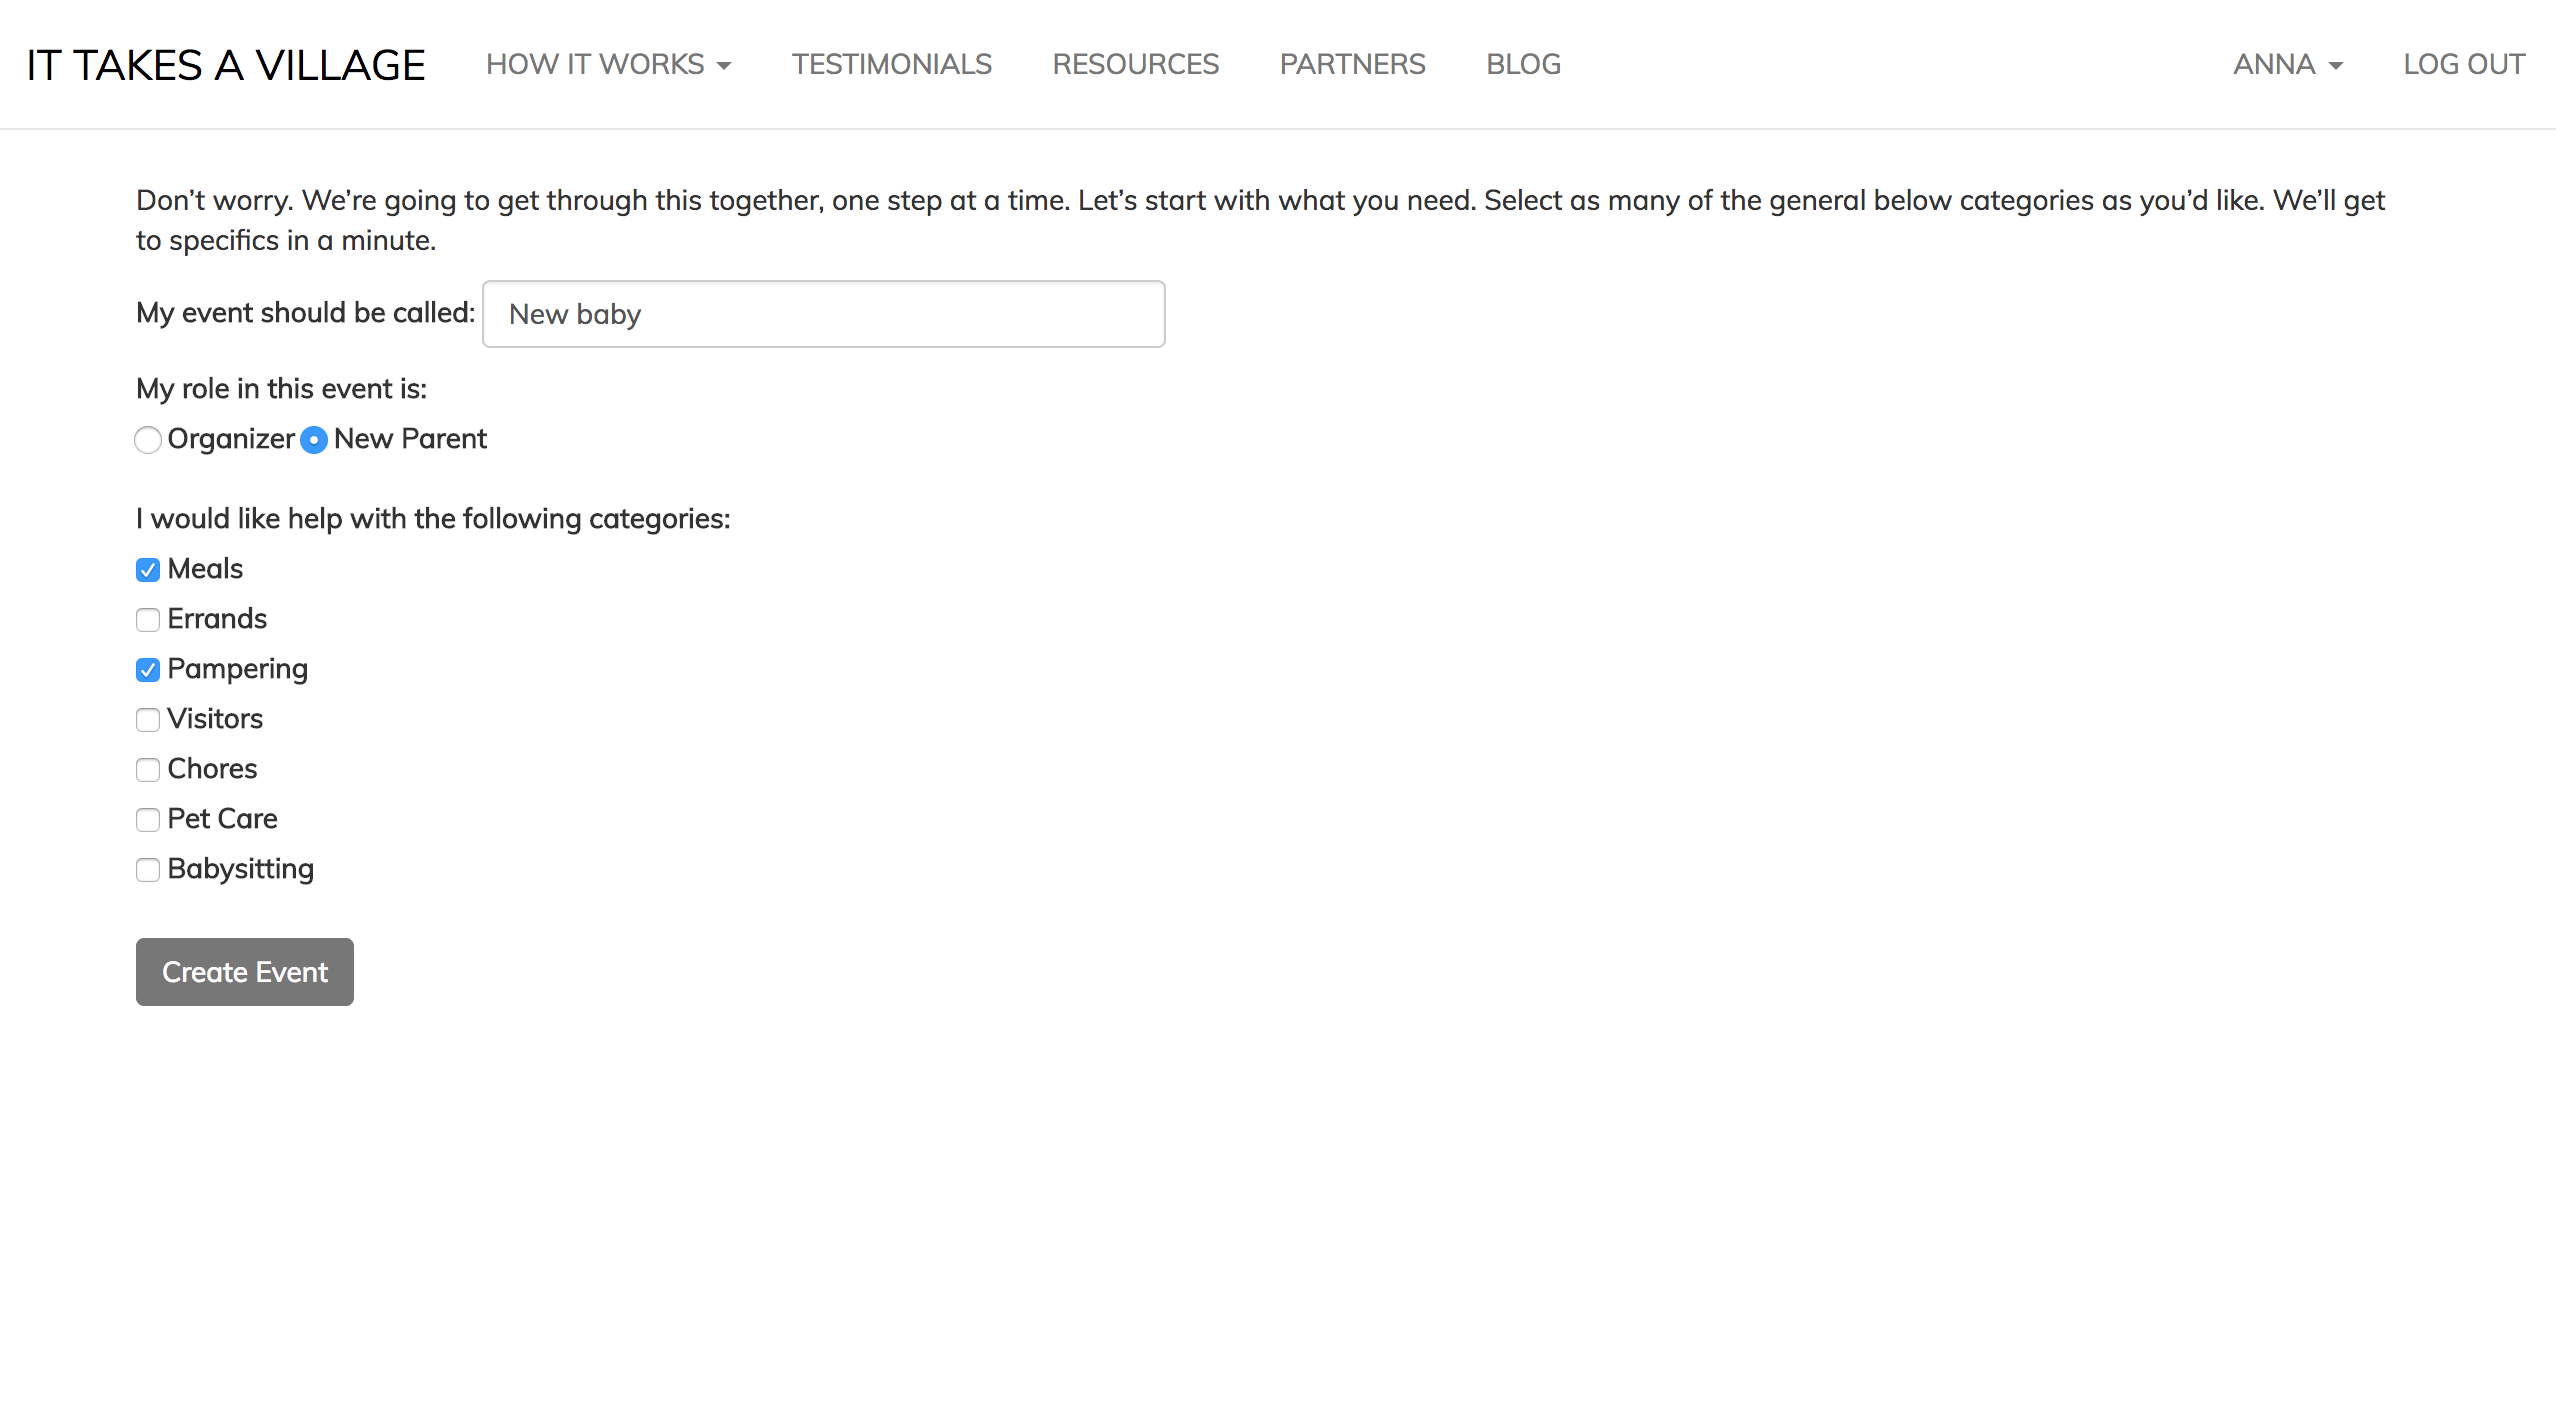 IT TAKES A VILLAGE HOW IT WORKS TESTIMONIALS RESOURCES PARTNERS BLOG ANNA LOG OUT
Don’t worry. We’re going to get through this together, one step at a time. Let’s start with what you need. Select as many of the general below categories as you’d like. We’ll get
to specifics in a minute.
My event should be called: New baby
My role in this event is:
Organizer New Parent
I would like help with the following categories:
Meals
Errands
Pampering
Visitors
Chores
Pet Care
Babysitting
Create Event